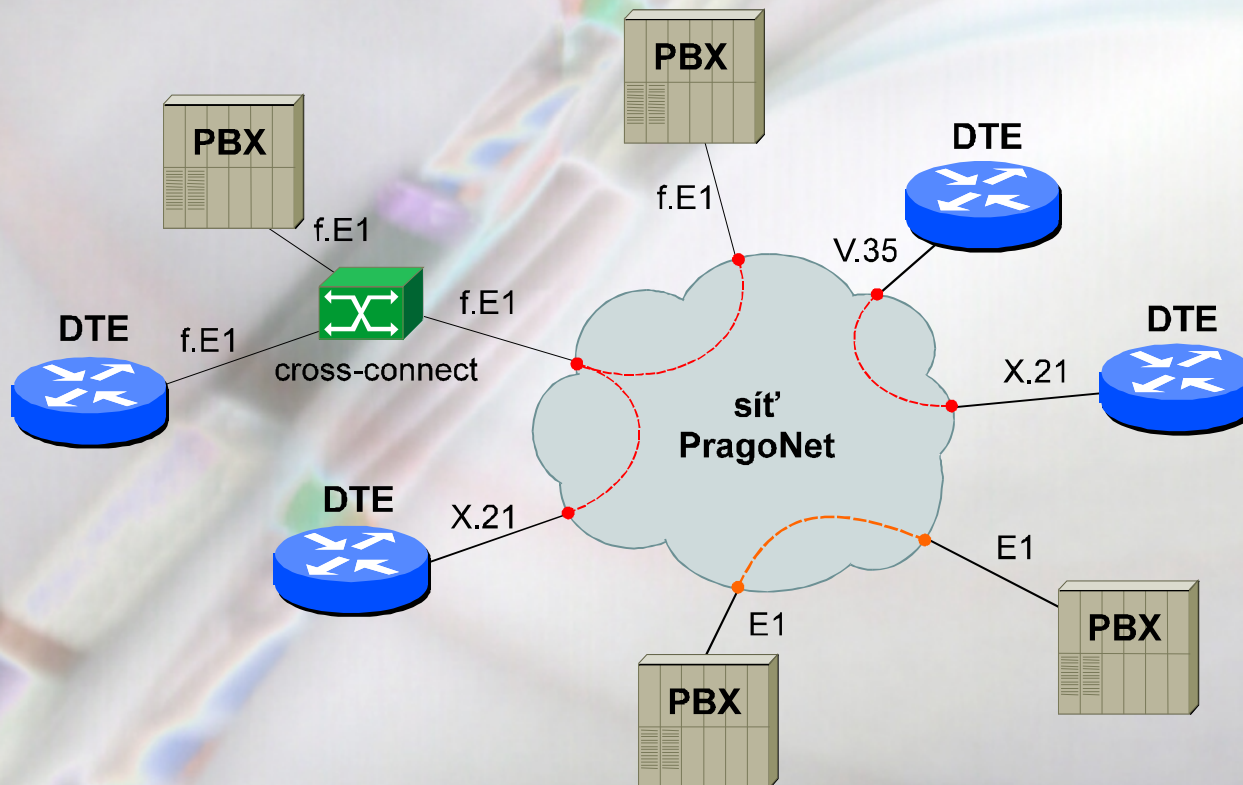 PBX
PBX
DTE
f.E1
f.E1
V.35
f.E1
DTE
DTE
f.E1
cross-connect
X.21
síť
PragoNet
DTE
X.21
E1
E1
PBX
PBX